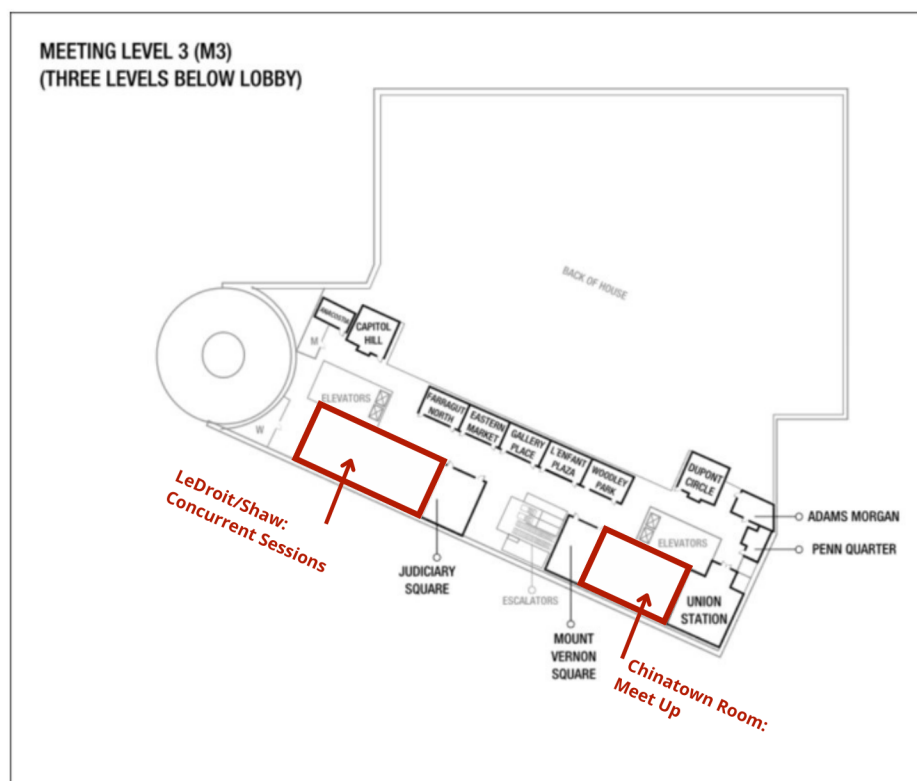 MEETING LEVEL 3 (M3)
(THREE LEVELS BELOW LOBBY)
BACK OF HOUSE
ANACOSTIA
CAPITOL
HILL
M
ELEVATORS
W
FARRAGUT
NORTH
EASTERN
MARKET
GALLERY
PLACE
L'ENFANT
PLAZA
WOODLEY
PARK
DUPONT
CIRCLE
ADAMS MORGAN
PENN QUARTER
ELEVATORS
LeDroit/Shaw:
Concurrent Sessions
JUDICIARY
SQUARE
ESCALATORS
UNION
STATION
MOUNT
VERNON
SQUARE
Chinatown Room:
Meet Up